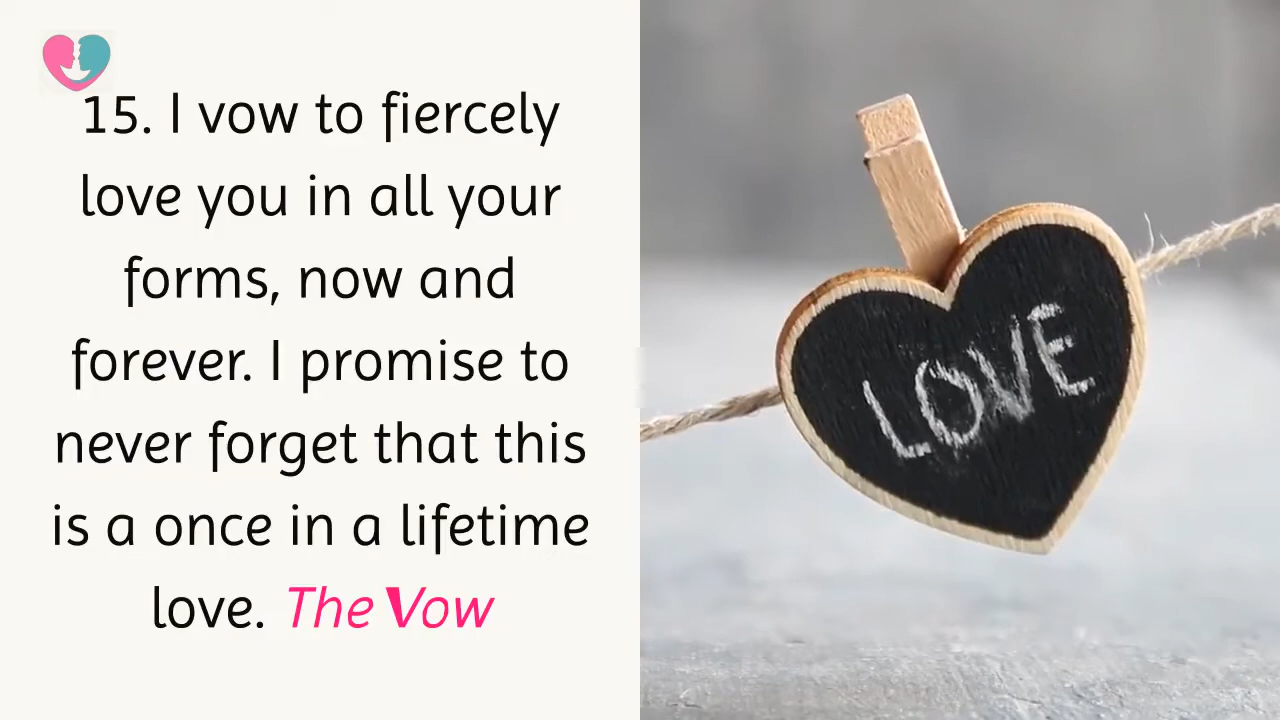 15. I vow to fiercely
love you in all your
forms, now and
forever. I promise to
never forget that this
is a once in a lifetime
love. The Vow
LOVE